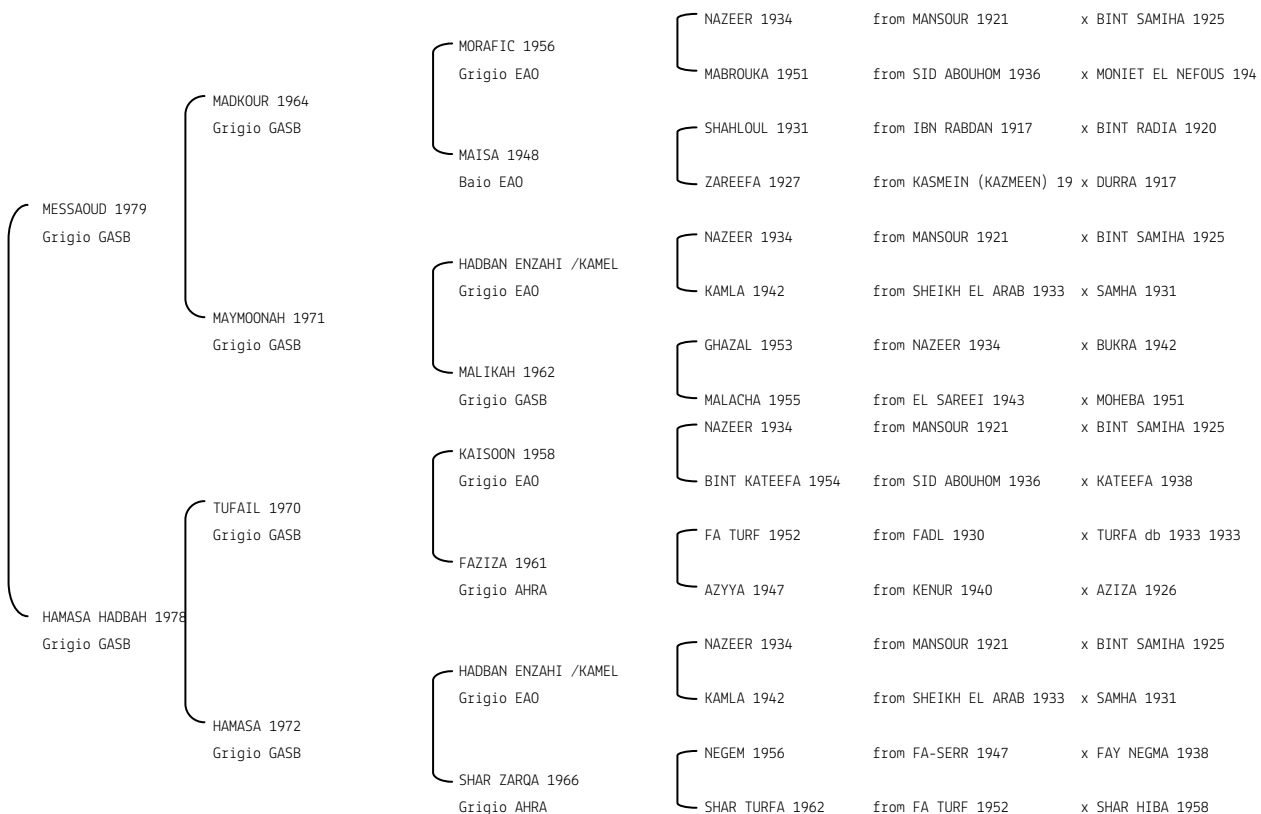 NAZEER 1934 from MANSOUR 1921 x BINT SAMIHA 1925
MORAFIC 1956
Grigio EAO MABROUKA 1951 from SID ABOUHOM 1936 x MONIET EL NEFOUS 194
MADKOUR 1964
Grigio GASB SHAHLOUL 1931 from IBN RABDAN 1917 x BINT RADIA 1920
MAISA 1948
Baio EAO ZAREEFA 1927 from KASMEIN (KAZMEEN) 19 x DURRA 1917
MESSAOUD 1979
Grigio GASB NAZEER 1934 from MANSOUR 1921 x BINT SAMIHA 1925
HADBAN ENZAHI /KAMEL
Grigio EAO KAMLA 1942 from SHEIKH EL ARAB 1933 x SAMHA 1931
MAYMOONAH 1971
Grigio GASB GHAZAL 1953 from NAZEER 1934 x BUKRA 1942
MALIKAH 1962
Grigio GASB MALACHA 1955 from EL SAREEI 1943 x MOHEBA 1951
NAZEER 1934 from MANSOUR 1921 x BINT SAMIHA 1925
KAISOON 1958
Grigio EAO BINT KATEEFA 1954 from SID ABOUHOM 1936 x KATEEFA 1938
TUFAIL 1970
Grigio GASB FA TURF 1952 from FADL 1930 x TURFA db 1933 1933
FAZIZA 1961
Grigio AHRA AZYYA 1947 from KENUR 1940 x AZIZA 1926
HAMASA HADBAH 1978
Grigio GASB NAZEER 1934 from MANSOUR 1921 x BINT SAMIHA 1925
HADBAN ENZAHI /KAMEL
Grigio EAO KAMLA 1942 from SHEIKH EL ARAB 1933 x SAMHA 1931
HAMASA 1972
Grigio GASB NEGEM 1956 from FA-SERR 1947 x FAY NEGMA 1938
SHAR ZARQA 1966
Grigio AHRA SHAR TURFA 1962 from FA TURF 1952 x SHAR HIBA 1958